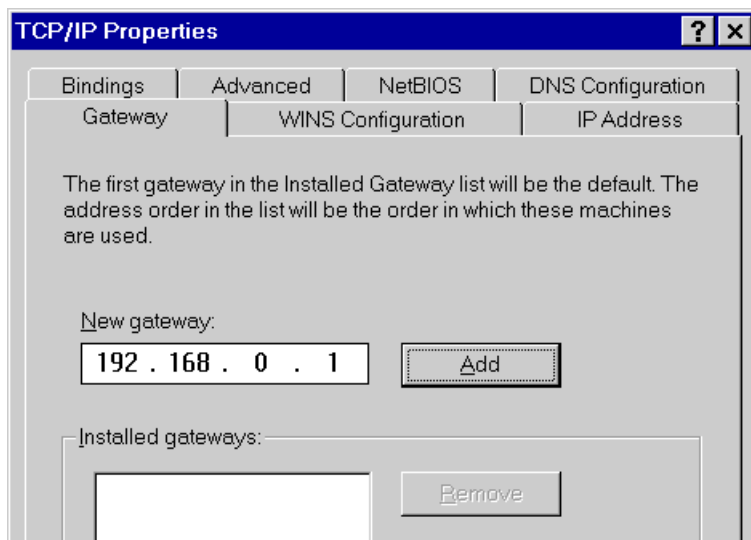 TCP/IP Properties
? ×
Bindings Advanced NetBIOS DNS Configuration
Gateway WINS Configuration IP Address
The first gateway in the Installed Gateway list will be the default. The
address order in the list will be the order in which these machines
are used.
New gateway:
192 . 168 . 0 . 1 Add
Installed gateways:
Remove